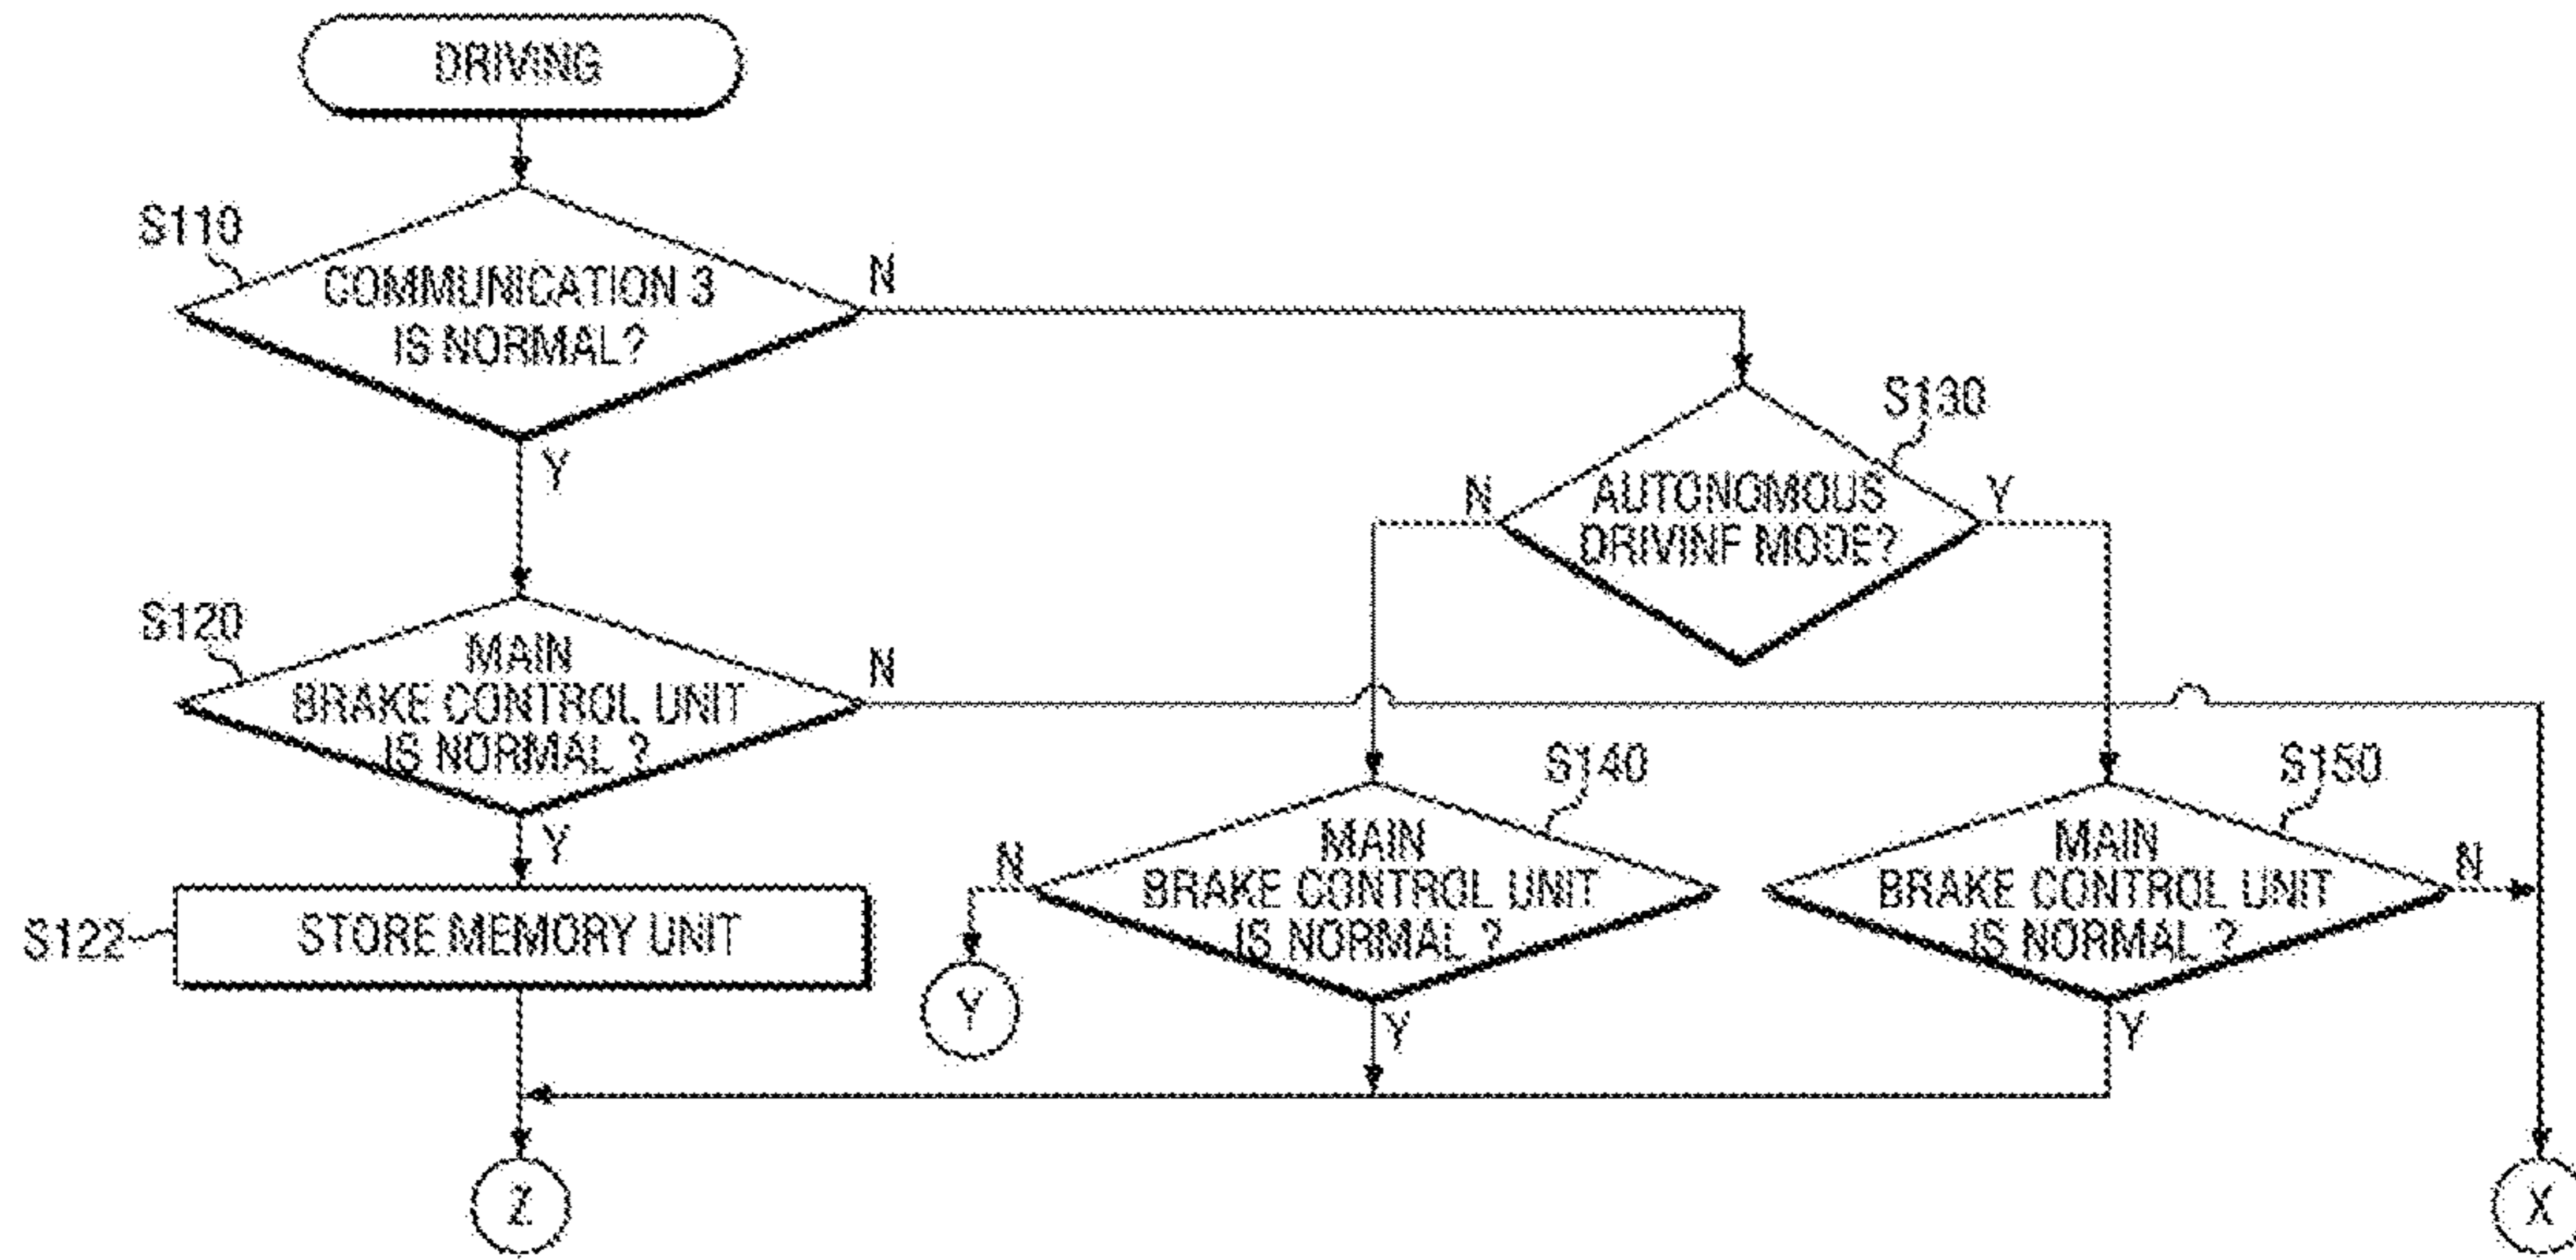 DRIVING
S110
COMMUNICATION 3
IS NORMAL?
N
Y
S130
AUTONOMOUS
DRIVINF MODE?
N
Y
S120
MAIN
BRAKE CONTROL UNIT
IS NORMAL ?
N
Y
S140
MAIN
BRAKE CONTROL UNIT
IS NORMAL ?
N
Y
S150
MAIN
BRAKE CONTROL UNIT
IS NORMAL ?
N
Y
S122
STORE MEMORY UNIT
Y
Z
X